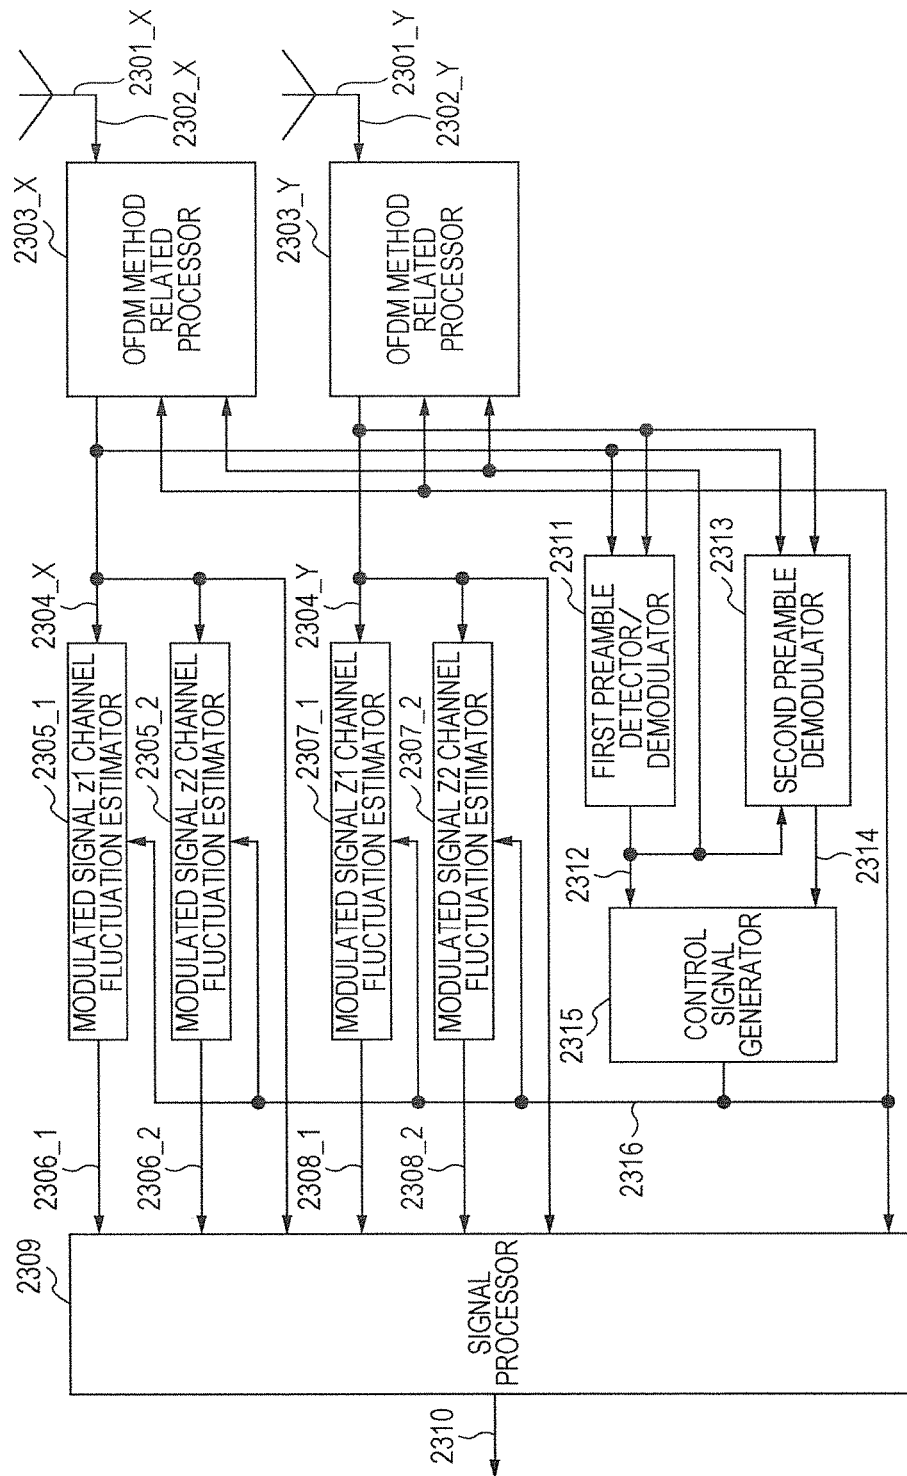 2301_X
2302_X
2303_X
OFDM METHOD
RELATED
PROCESSOR
2301_Y
2302_Y
2303_Y
OFDM METHOD
RELATED
PROCESSOR
2304_X
2305_1
MODULATED SIGNAL z1 CHANNEL
FLUCTUATION ESTIMATOR
2305_2
MODULATED SIGNAL z2 CHANNEL
FLUCTUATION ESTIMATOR
2304_Y
2307_1
MODULATED SIGNAL Z1 CHANNEL
FLUCTUATION ESTIMATOR
2307_2
MODULATED SIGNAL Z2 CHANNEL
FLUCTUATION ESTIMATOR
2311
FIRST PREAMBLE
DETECTOR/
DEMODULATOR
2313
SECOND PREAMBLE
DEMODULATOR
2312
2314
2315
CONTROL
SIGNAL
GENERATOR
2306_1
2306_2
2308_1
2308_2
2316
2309
SIGNAL
PROCESSOR
2310